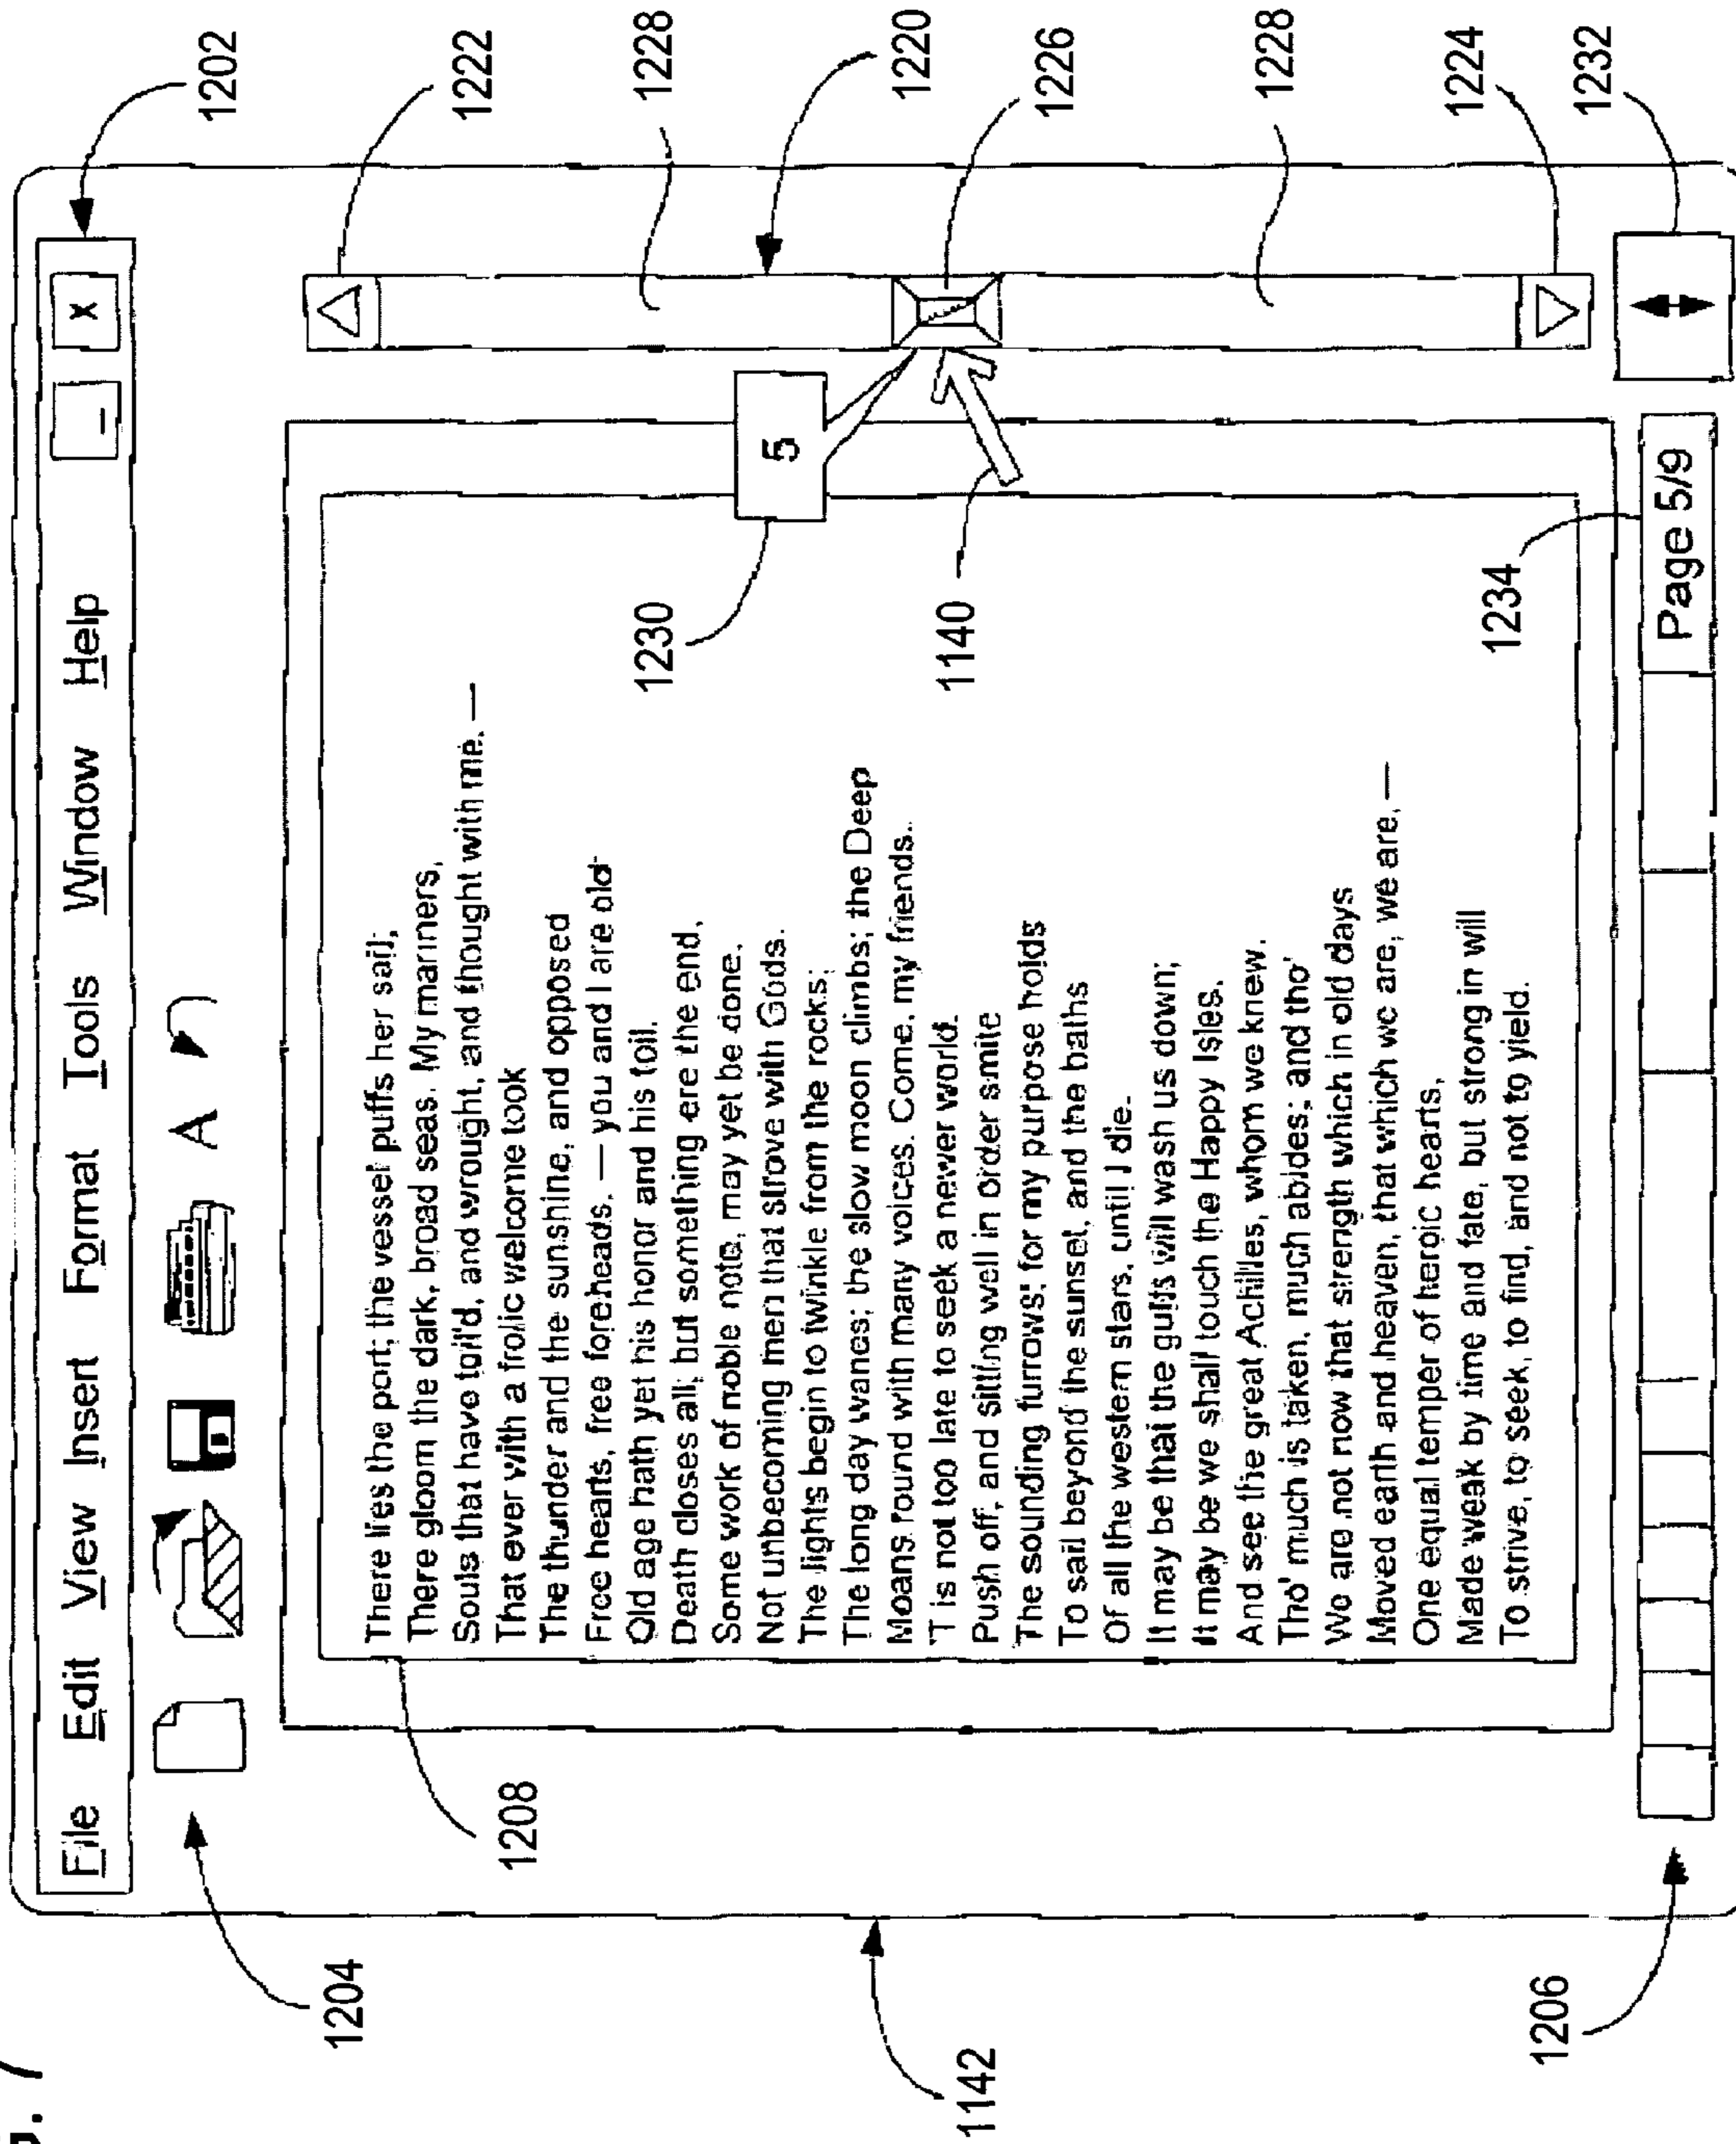 G. 7
1202
File Edit View Insert Format Tools Window Help _ x
1204
1222
1228
1220
1226
1228
1224
1232
1208
There lies the port; the vessel puffs her sail;
There gloom the dark, broad seas. My mariners,
Souls that have toil'd, and wrought, and thought with me, —
That ever with a frolic welcome took
The thunder and the sunshine, and opposed
Free hearts, free foreheads, — you and I are old
Old age hath yet his honor and his toil.
Death closes all; but something ere the end,
Some work of noble note, may yet be done.
Not unbecoming men that strove with Gods.
The lights begin to twinkle from the rocks;
The long day wanes; the slow moon climbs; the Deep
Moans round with many voices. Come, my friends.
'T is not too late to seek a newer world.
Push off, and sitting well in order smite
The sounding furrows; for my purpose holds
To sail beyond the sunset, and the baths
Of all the western stars, until I die.
It may be that the gulfs will wash us down;
It may be we shall touch the Happy Isles,
And see the great Achilles, whom we knew.
Tho' much is taken, much abides; and tho'
We are not now that strength which in old days
Moved earth and heaven, that which we are, we are, —
One equal temper of heroic hearts,
Made weak by time and fate, but strong in will
To strive, to seek, to find, and not to yield.
5
1230
1140
1234
Page 5/9
1142
1206